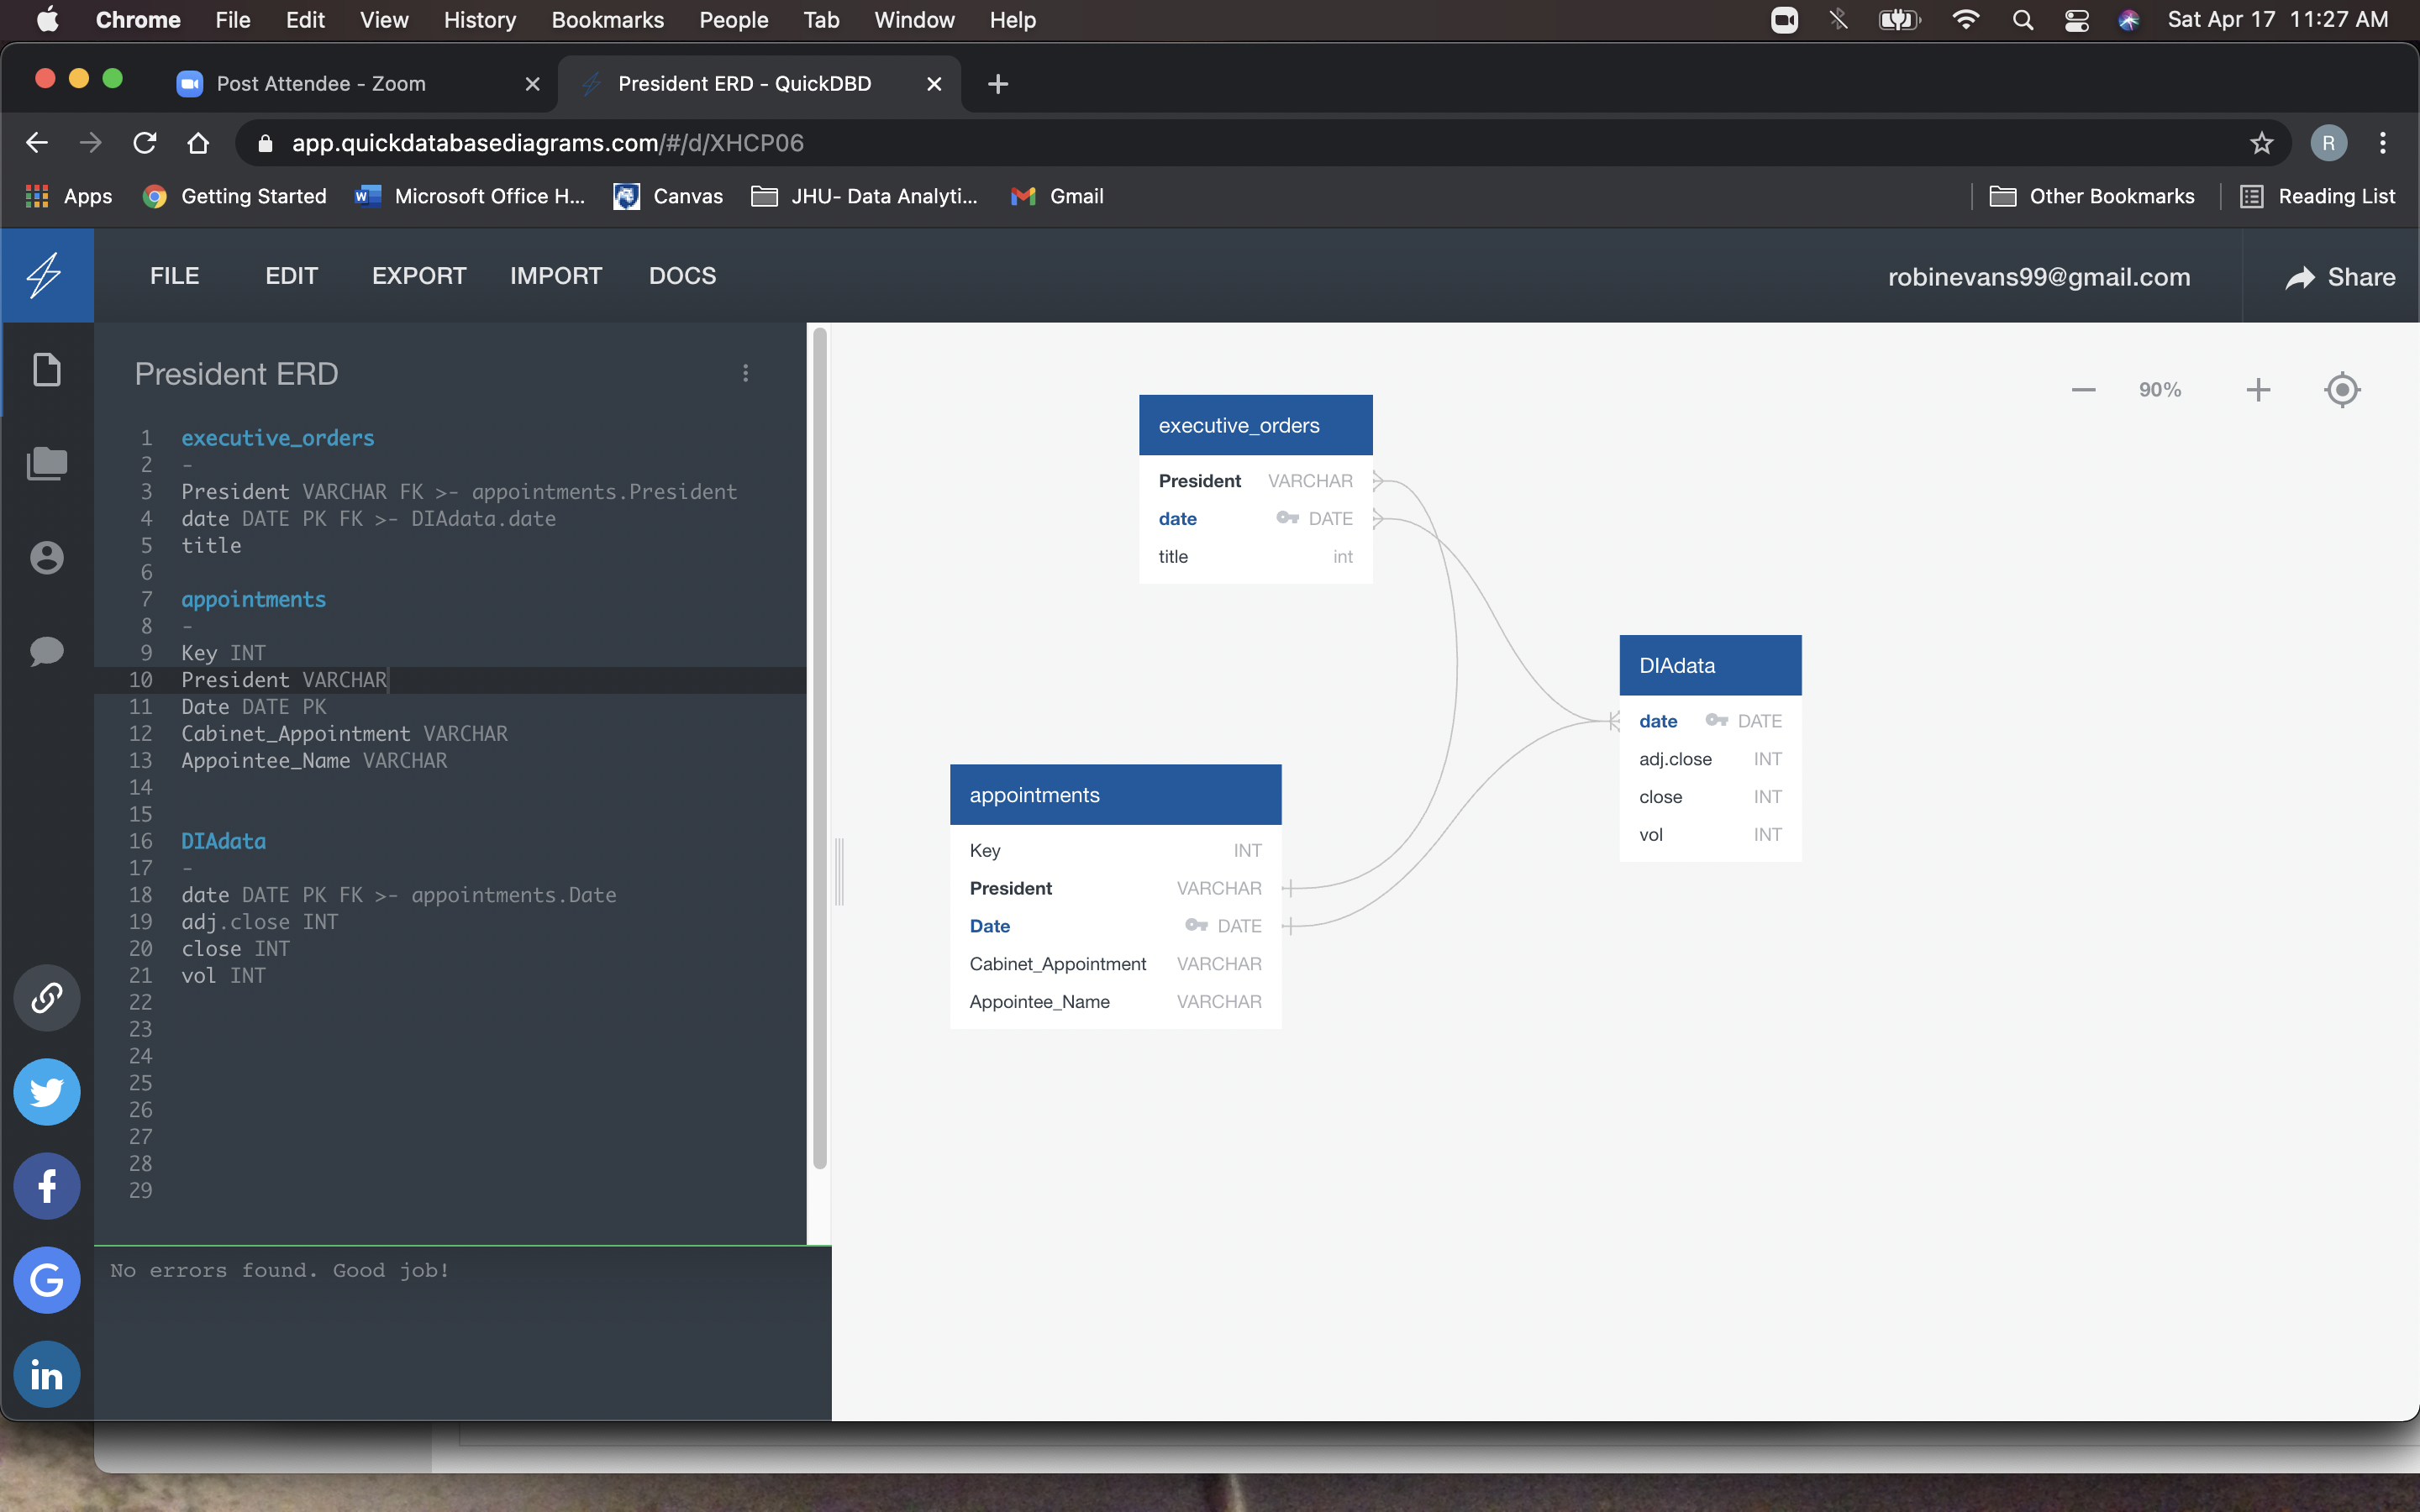 Chrome File Edit View History Bookmarks People Tab Window Help Sat Apr 17 11:27 AM
Post Attendee - Zoom President ERD - QuickDBD
app.quickdatabasediagrams.com/#/d/XHCP06 R
Apps Getting Started Microsoft Office H... Canvas JHU- Data Analyti... Gmail Other Bookmarks Reading List
FILE EDIT EXPORT IMPORT DOCS robinevans99@gmail.com Share
President ERD
1 executive_orders
2 -
3 President VARCHAR FK >- appointments.President
4 date DATE PK FK >- DIAdata.date
5 title
6
7 appointments
8 -
9 Key INT
10 President VARCHAR
11 Date DATE PK
12 Cabinet_Appointment VARCHAR
13 Appointee_Name VARCHAR
14
15
16 DIAdata
17 -
18 date DATE PK FK >- appointments.Date
19 adj.close INT
20 close INT
21 vol INT
22
23
24
25
26
27
28
29
No errors found. Good job!
90%
executive_orders
President VARCHAR
date DATE
title int
DIAdata
date DATE
adj.close INT
close INT
vol INT
appointments
Key INT
President VARCHAR
Date DATE
Cabinet_Appointment VARCHAR
Appointee_Name VARCHAR